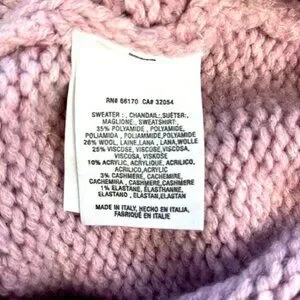 RN# 66170 CA# 32054
SWEATER : , CHANDAIL:,SUÉTER:,
MAGLIONE:, SWEATSHIRT:,
35% POLYAMIDE, POLYAMIDE,
POLIAMIDA , POLIAMMIDE,POLYAMIDE
26% WOOL, LAINE,LANA , LANA,WOLLE
25% VISCOSE, VISCOSE,VISCOSA,
VISCOSA, VISKOSE
10% ACRYLIC, ACRYLIQUE, ACRILICO,
ACRILICO,ACRYL
3% CASHMERE, CACHEMIRE,
CACHEMIRA , CASHMERE,CASHMERE
1% ELASTANE, ÉLASTHANNE,
ELASTANO , ELASTAN,ELASTAN
MADE IN ITALY, HECHO EN ITALIA,
FABRIQUÉ EN ITALIE